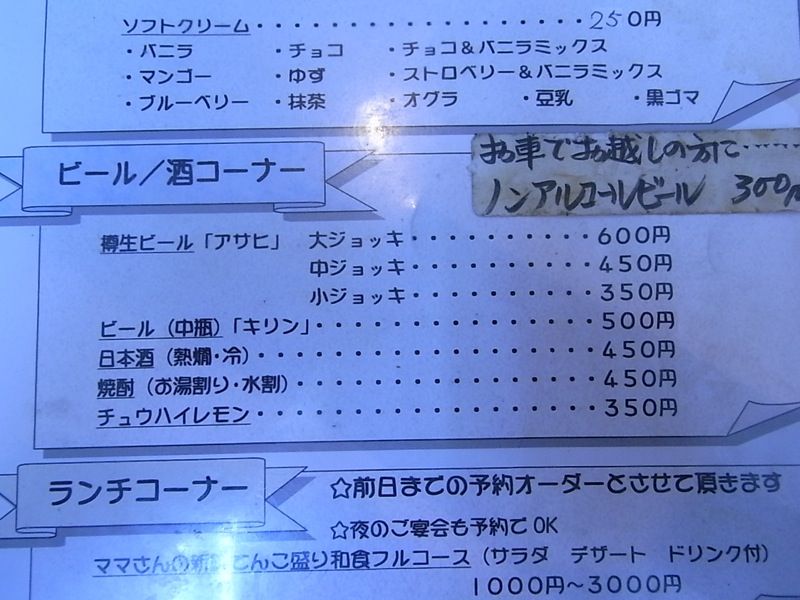 ソフトクリーム・・・・・・・・・・・・・・・・・・・250円
・バニラ ・チョコ ・チョコ＆バニラミックス
・マンゴー ・ゆず ・ストロベリー＆バニラミックス
・ブルーベリー ・抹茶 ・オグラ ・豆乳 ・黒ゴマ
お車でお越しの方に……
ノンアルコールビール 300円
ビール／酒コーナー
樽生ビール「アサヒ」 大ジョッキ・・・・・・・・・・600円
中ジョッキ・・・・・・・・・・450円
小ジョッキ・・・・・・・・・・350円
ビール（中瓶）「キリン」・・・・・・・・・・・・・・・500円
日本酒（熱燗・冷）・・・・・・・・・・・・・・・・・・450円
焼酎（お湯割り・水割）・・・・・・・・・・・・・・・・450円
チュウハイレモン・・・・・・・・・・・・・・・・・・350円
ランチコーナー
☆前日までの予約オーダーとさせて頂きます
☆夜のご宴会も予約でOK
ママさんの てんこ盛り和食フルコース（サラダ デザート ドリンク付）
1000円～3000円